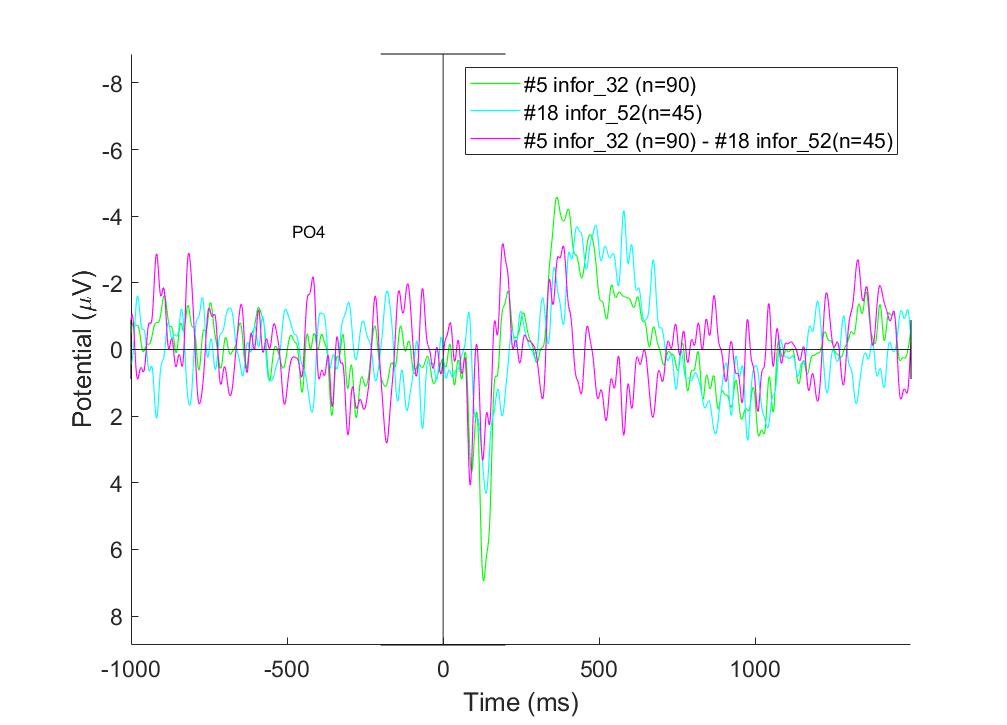 #5 infor_32 (n=90)
#18 infor_52(n=45)
#5 infor_32 (n=90) - #18 infor_52(n=45)
PO4
Potential (μV)
-8
-6
-4
-2
0
2
4
6
8
-1000
-500
0
500
1000
Time (ms)